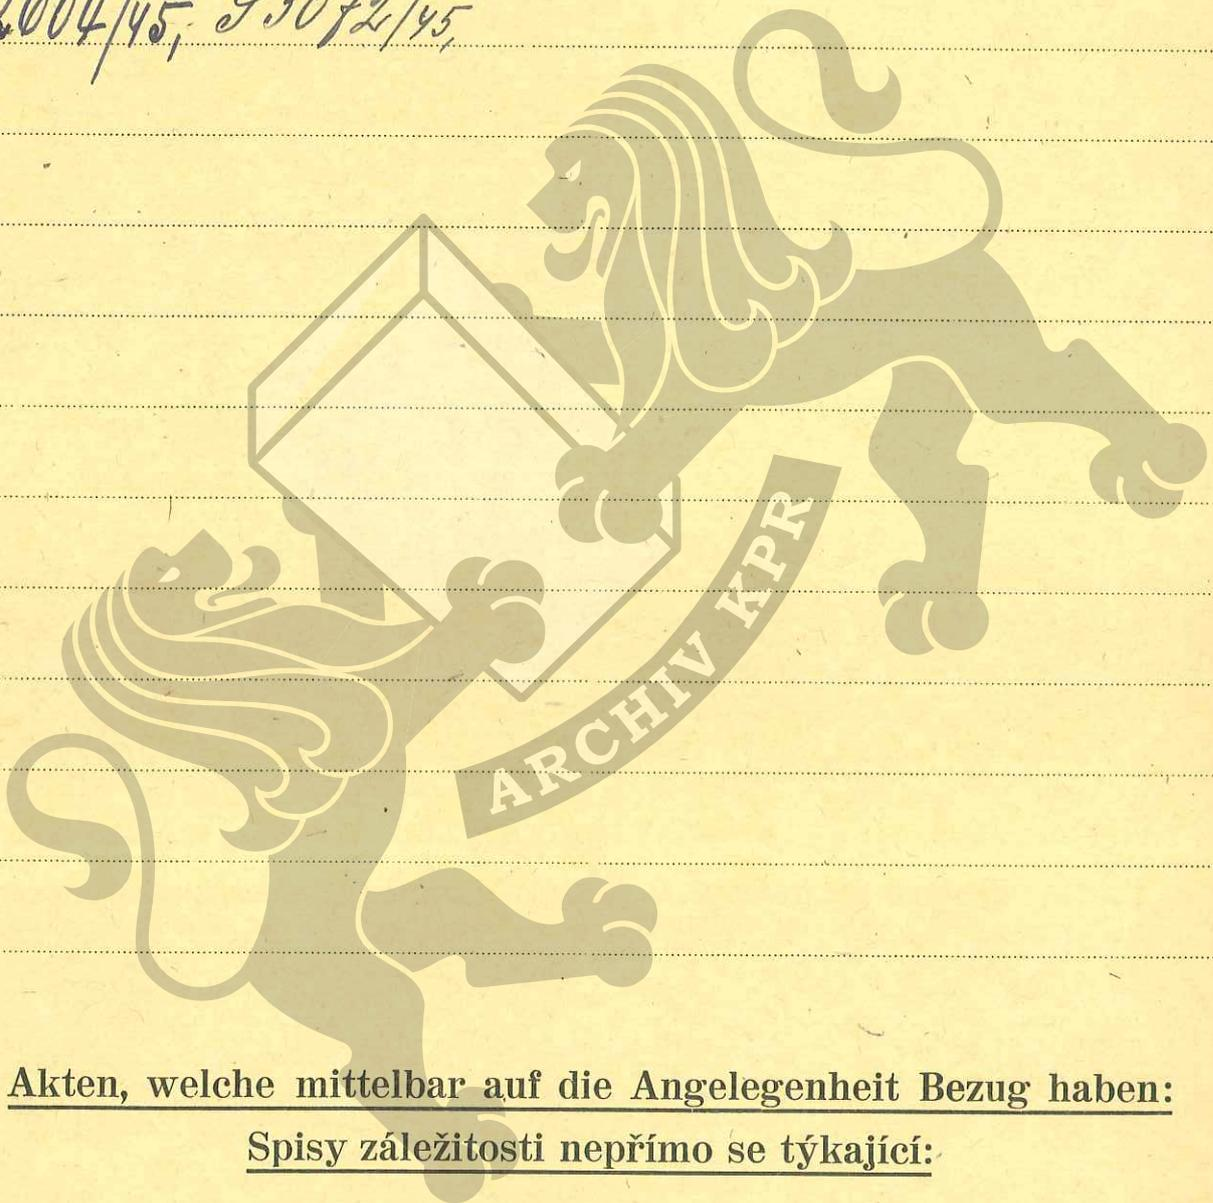 2004/45; S 3072/45,
ARCHIV KPR
Akten, welche mittelbar auf die Angelegenheit Bezug haben:
Spisy záležitosti nepřímo se týkající: